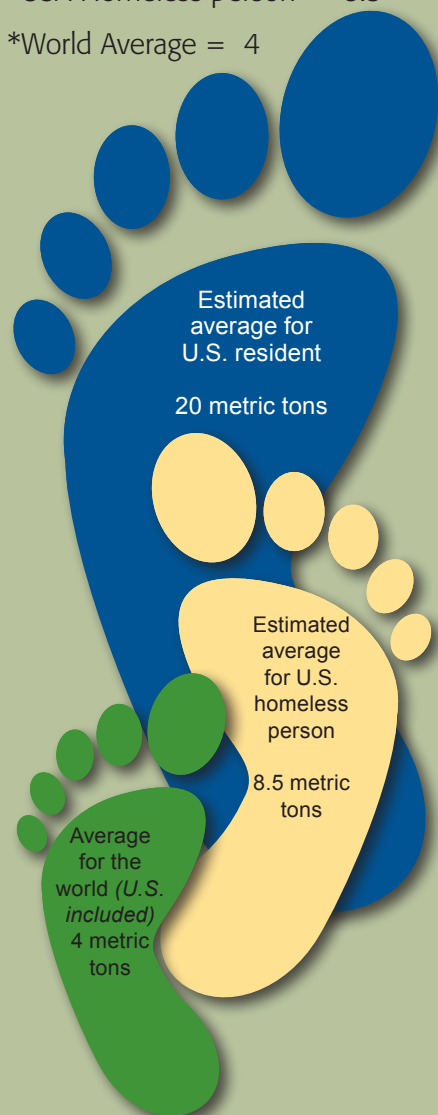 *World Average = 4
Estimated
average for
U.S. resident
20 metric tons
Estimated
average
for U.S.
homeless
person
8.5 metric
tons
Average
for the
world (U.S.
included)
4 metric
tons